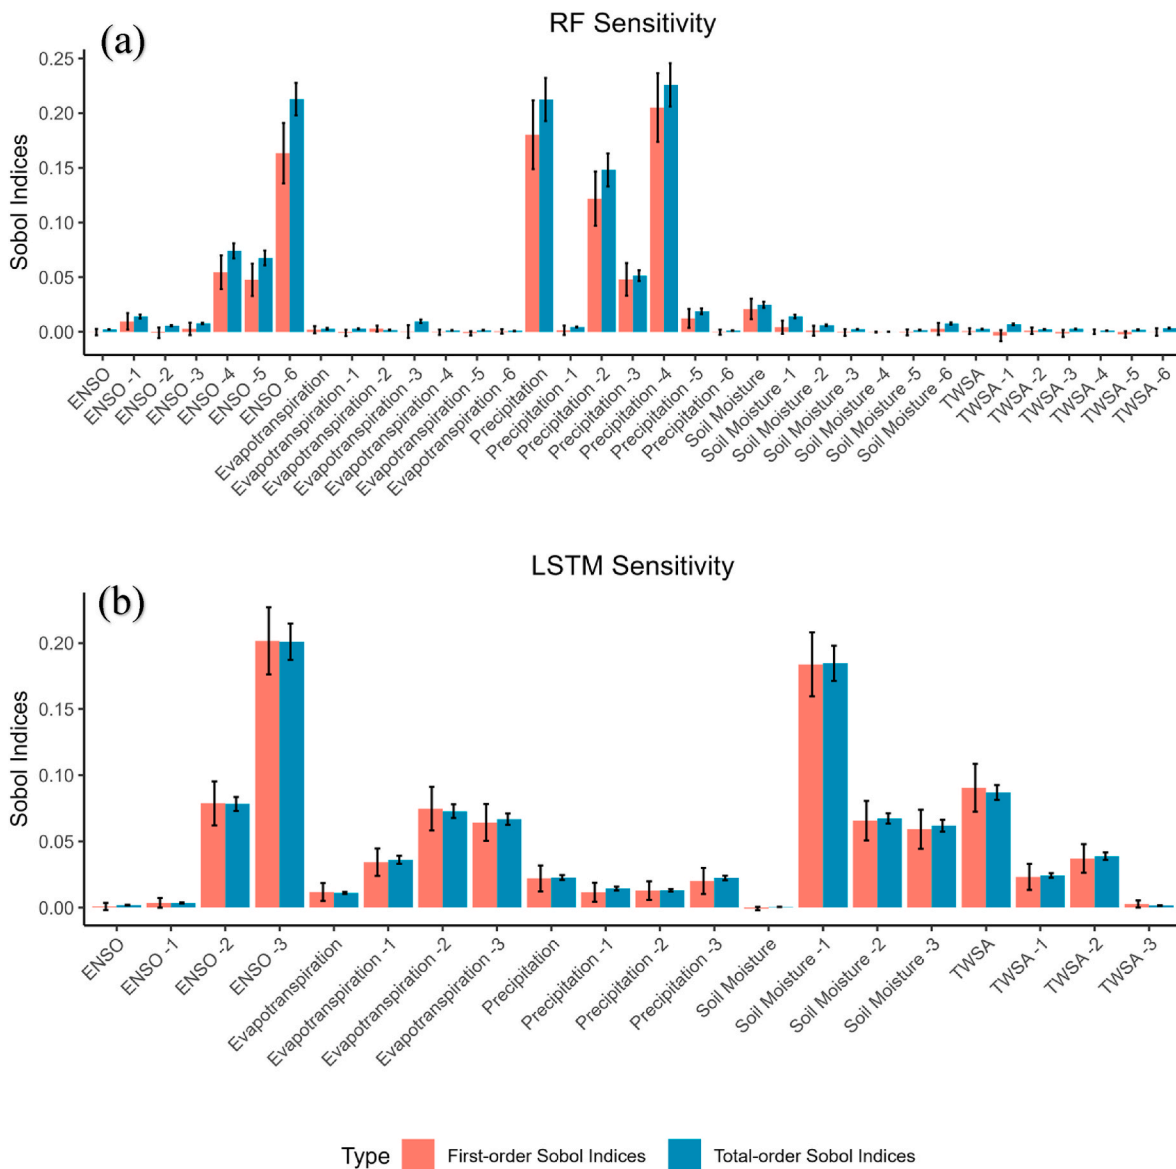 (a)
RF Sensitivity
Sobol Indices
0.25
0.20
0.15
0.10
0.05
0.00
ENSO
ENSO -1
ENSO -2
ENSO -3
ENSO -4
ENSO -5
ENSO -6
Evapotranspiration
Evapotranspiration -1
Evapotranspiration -2
Evapotranspiration -3
Evapotranspiration -4
Evapotranspiration -5
Evapotranspiration -6
Precipitation
Precipitation -1
Precipitation -2
Precipitation -3
Precipitation -4
Precipitation -5
Precipitation -6
Soil Moisture
Soil Moisture -1
Soil Moisture -2
Soil Moisture -3
Soil Moisture -4
Soil Moisture -5
Soil Moisture -6
TWSA
TWSA -1
TWSA -2
TWSA -3
TWSA -4
TWSA -5
TWSA -6
(b)
LSTM Sensitivity
Sobol Indices
0.20
0.15
0.10
0.05
0.00
ENSO
ENSO -1
ENSO -2
ENSO -3
Evapotranspiration
Evapotranspiration -1
Evapotranspiration -2
Evapotranspiration -3
Precipitation
Precipitation -1
Precipitation -2
Precipitation -3
Soil Moisture
Soil Moisture -1
Soil Moisture -2
Soil Moisture -3
TWSA
TWSA -1
TWSA -2
TWSA -3
Type First-order Sobol Indices Total-order Sobol Indices